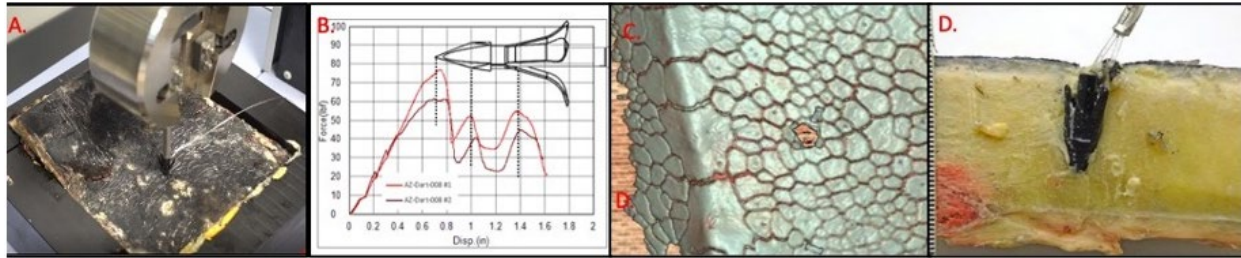 A.
B.
100
90
80
70
60
50
40
30
20
10
0
Force(lbf)
AZ-Dart-008 #1
AZ-Dart-008 #2
0 0.2 0.4 0.6 0.8 1 1.2 1.4 1.6 1.8 2
Disp.(in)
C.
D.
D.